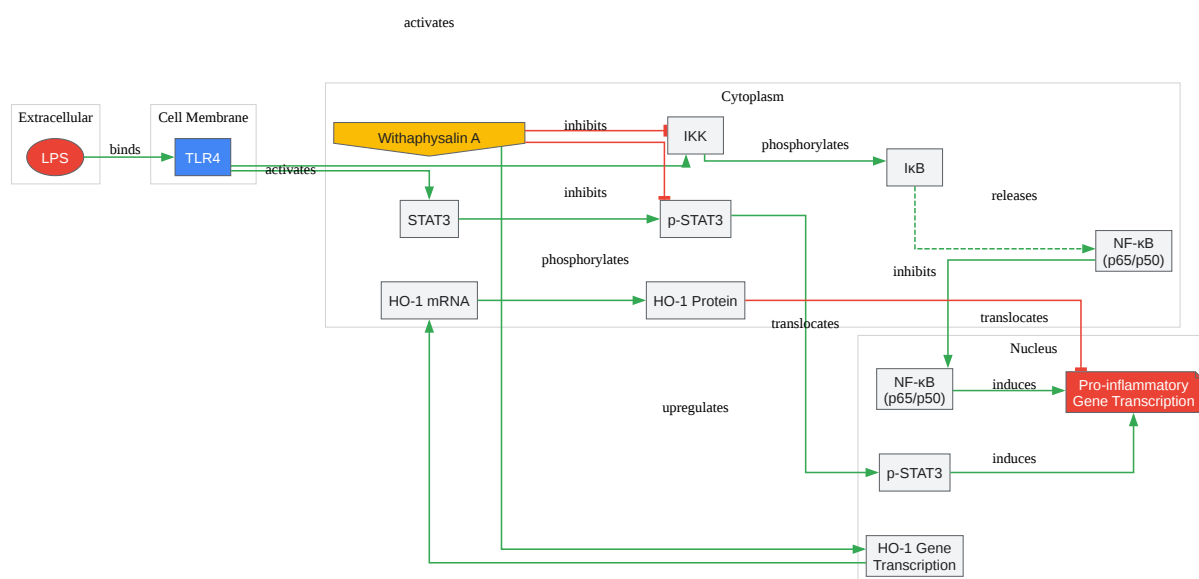 activates
Cytoplasm
Extracellular
Cell Membrane
LPS
binds
TLR4
activates
Withaphysalin A
inhibits
IKK
phosphorylates
IκB
releases
STAT3
inhibits
p-STAT3
NF-κB
(p65/p50)
phosphorylates
inhibits
HO-1 mRNA
HO-1 Protein
translocates
translocates
Nucleus
NF-κB
(p65/p50)
induces
Pro-inflammatory
Gene Transcription
upregulates
p-STAT3
induces
HO-1 Gene
Transcription